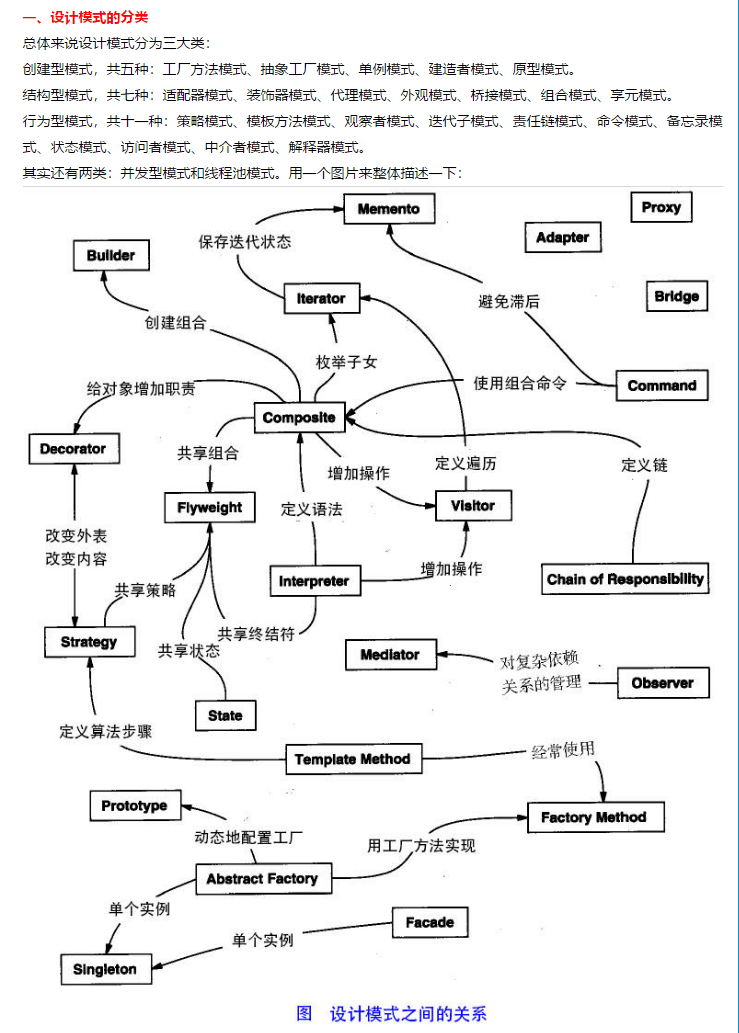 一、设计模式的分类
总体来说设计模式分为三大类：
创建型模式，共五种：工厂方法模式、抽象工厂模式、单例模式、建造者模式、原型模式。
结构型模式，共七种：适配器模式、装饰器模式、代理模式、外观模式、桥接模式、组合模式、享元模式。
行为型模式，共十一种：策略模式、模板方法模式、观察者模式、迭代子模式、责任链模式、命令模式、备忘录模
式、状态模式、访问者模式、中介者模式、解释器模式。
其实还有两类：并发型模式和线程池模式。用一个图片来整体描述一下：
Memento
Proxy
Adapter
保存迭代状态
Builder
Iterator
Bridge
避免滞后
创建组合
枚举子女
使用组合命令
Command
给对象增加职责
Composite
Decorator
共享组合
增加操作
定义遍历
定义链
Flyweight
定义语法
Visitor
改变外表
改变内容
增加操作
Interpreter
Chain of Responsibility
共享策略
共享终结符
Strategy
共享状态
Mediator
对复杂依赖
关系的管理
Observer
State
定义算法步骤
Template Method
经常使用
Prototype
Factory Method
动态地配置工厂
用工厂方法实现
Abstract Factory
单个实例
Facade
单个实例
Singleton
图 设计模式之间的关系